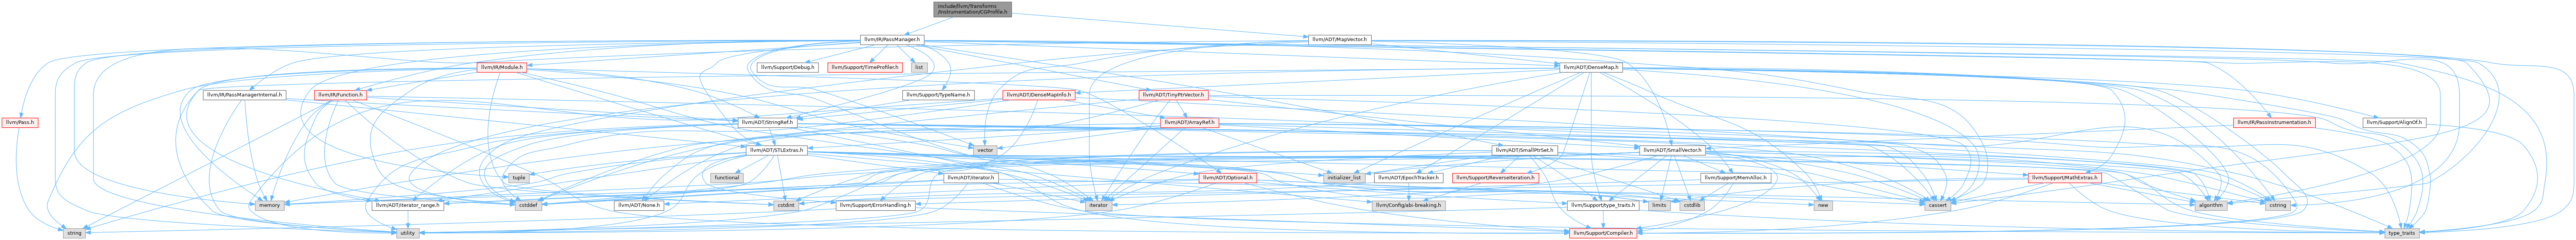 include/llvm/Transforms
/Instrumentation/CGProfile.h
llvm/IR/PassManager.h
llvm/ADT/MapVector.h
llvm/IR/Module.h
llvm/Support/Debug.h
llvm/Support/TimeProfiler.h
list
llvm/ADT/DenseMap.h
llvm/IR/PassManagerInternal.h
llvm/IR/Function.h
llvm/Support/TypeName.h
llvm/ADT/DenseMapInfo.h
llvm/ADT/TinyPtrVector.h
llvm/Pass.h
llvm/ADT/StringRef.h
llvm/ADT/ArrayRef.h
llvm/IR/PassInstrumentation.h
llvm/Support/AlignOf.h
vector
llvm/ADT/STLExtras.h
llvm/ADT/SmallPtrSet.h
llvm/ADT/SmallVector.h
tuple
functional
llvm/ADT/iterator.h
llvm/ADT/Optional.h
initializer_list
llvm/ADT/EpochTracker.h
llvm/Support/ReverseIteration.h
llvm/Support/MemAlloc.h
llvm/Support/MathExtras.h
memory
llvm/ADT/iterator_range.h
cstddef
llvm/ADT/None.h
cstdint
llvm/Support/ErrorHandling.h
iterator
llvm/Config/abi-breaking.h
llvm/Support/type_traits.h
limits
cstdlib
new
cassert
algorithm
cstring
string
utility
llvm/Support/Compiler.h
type_traits